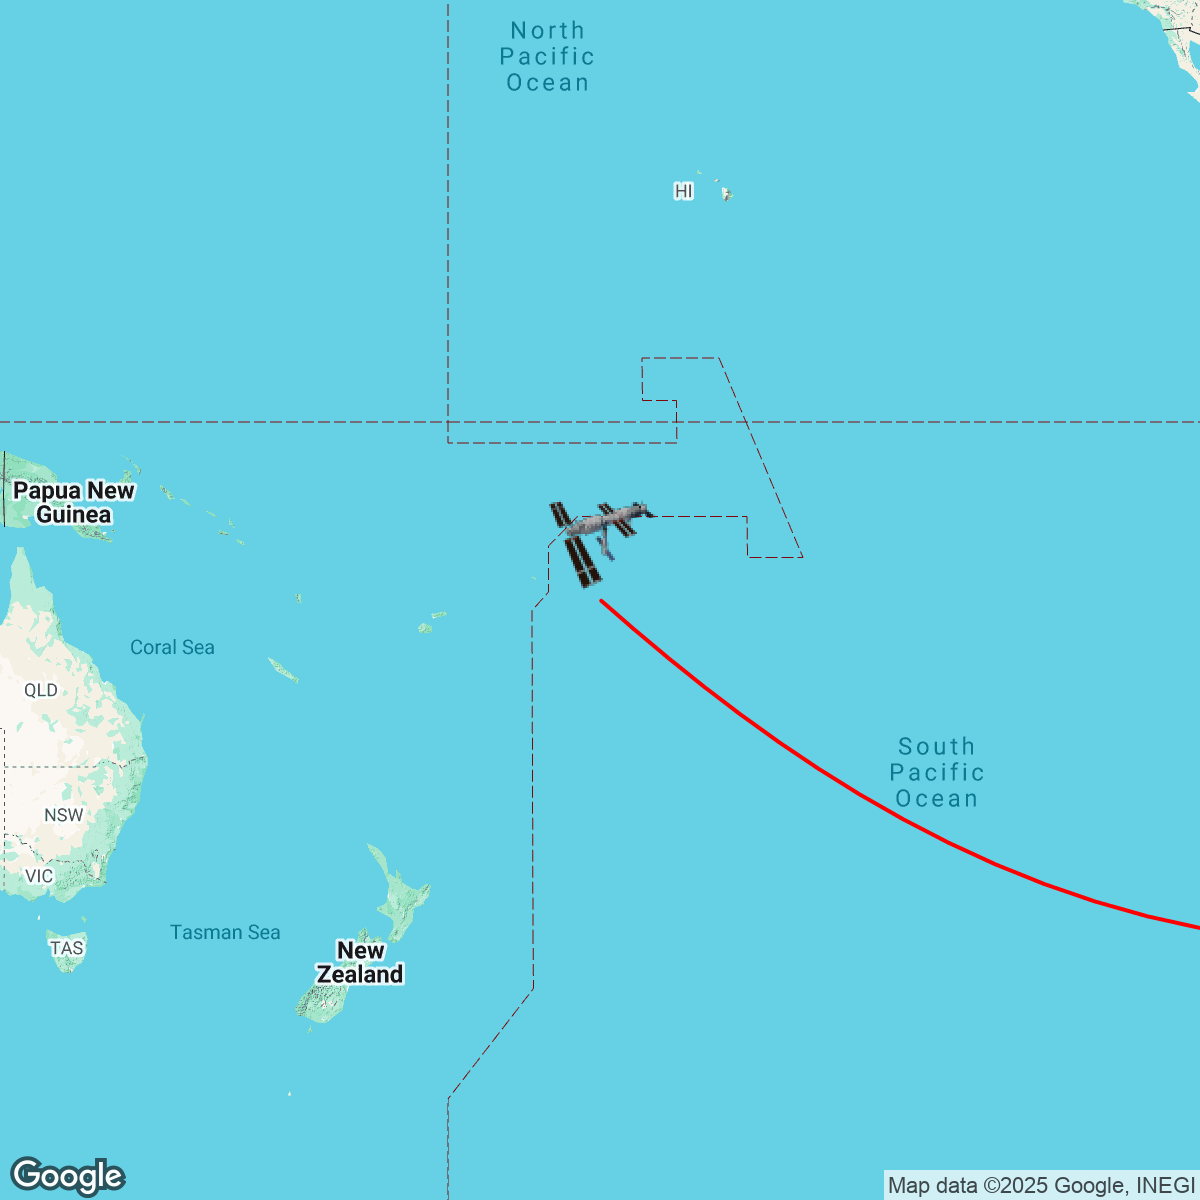 North
Pacific
Ocean
HI
Papua New
Guinea
Coral Sea
QLD
South
Pacific
Ocean
NSW
VIC
Tasman Sea
TAS
New
Zealand
Google
Map data ©2025 Google, INEGI